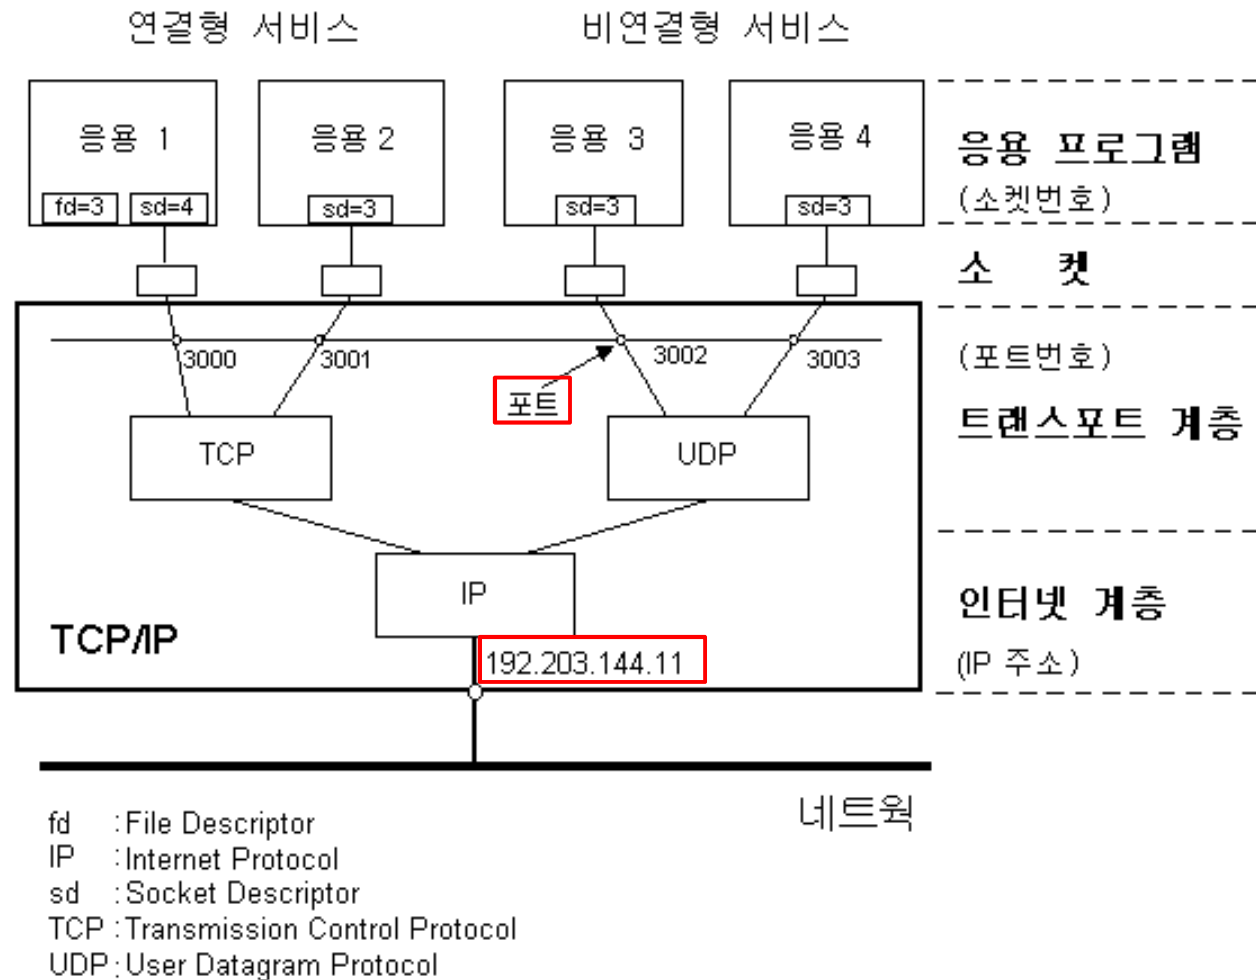 연결형 서비스
비연결형 서비스
응용 1
응용 2
응용 3
응용 4
응용 프로그램
fd=3
sd=4
sd=3
sd=3
sd=3
(소켓번호)
소 켓
3000
3001
3002
3003
(포트번호)
포트
트랜스포트 계층
TCP
UDP
IP
인터넷 계층
TCP/IP
192.203.144.11
(IP 주소)
네트웍
fd : File Descriptor
IP : Internet Protocol
sd : Socket Descriptor
TCP : Transmission Control Protocol
UDP : User Datagram Protocol